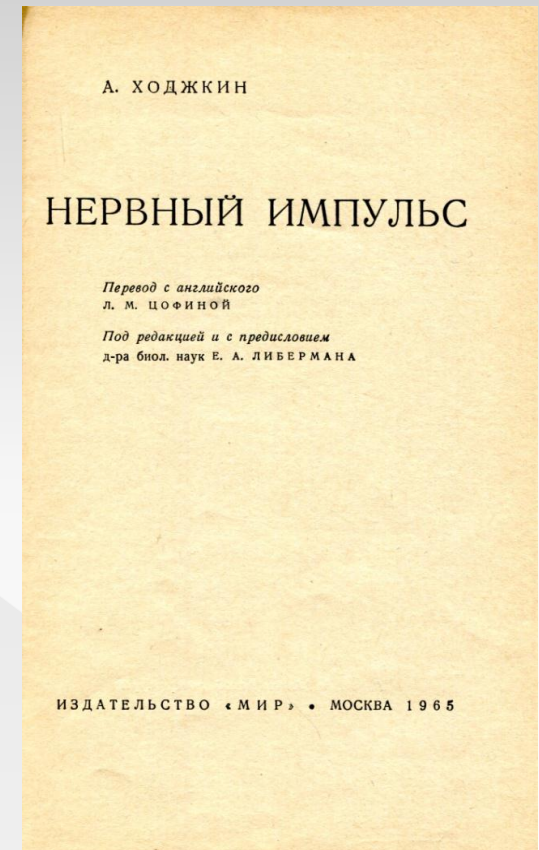 А. ХОДЖКИН
НЕРВНЫЙ ИМПУЛЬС
Перевод с английского
Л. М. ЦОФИНОЙ
Под редакцией и с предисловием
д-ра биол. наук Е. А. ЛИБЕРМАНА
ИЗДАТЕЛЬСТВО «МИР» • МОСКВА 1965